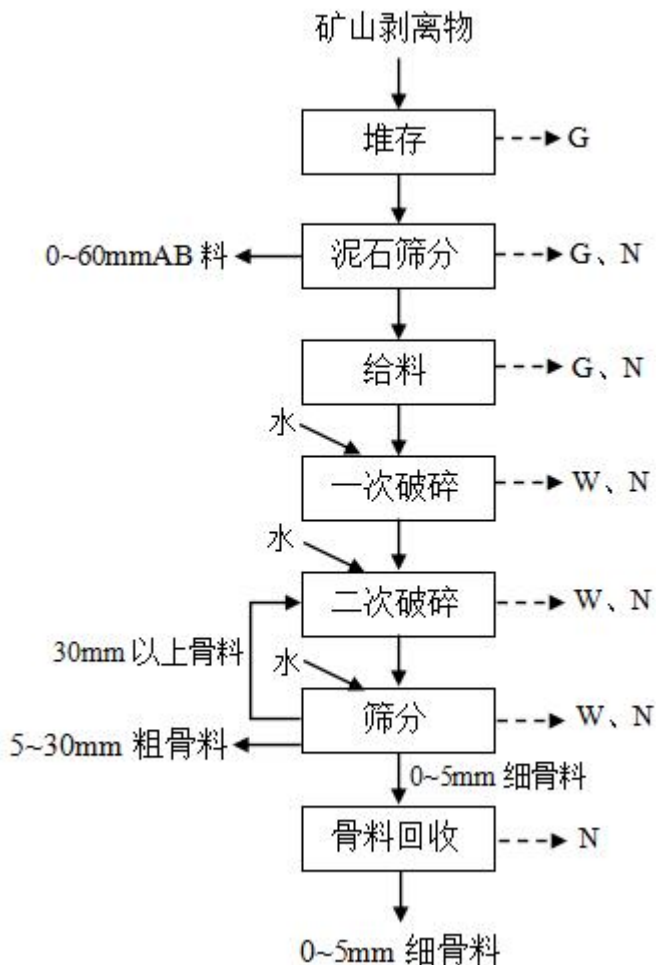 矿山剥离物
堆存
G
0~60mmAB 料
泥石筛分
G、N
给料
G、N
水
一次破碎
W、N
水
二次破碎
W、N
30mm 以上骨料
水
筛分
W、N
5~30mm 粗骨料
0~5mm 细骨料
骨料回收
N
0~5mm 细骨料